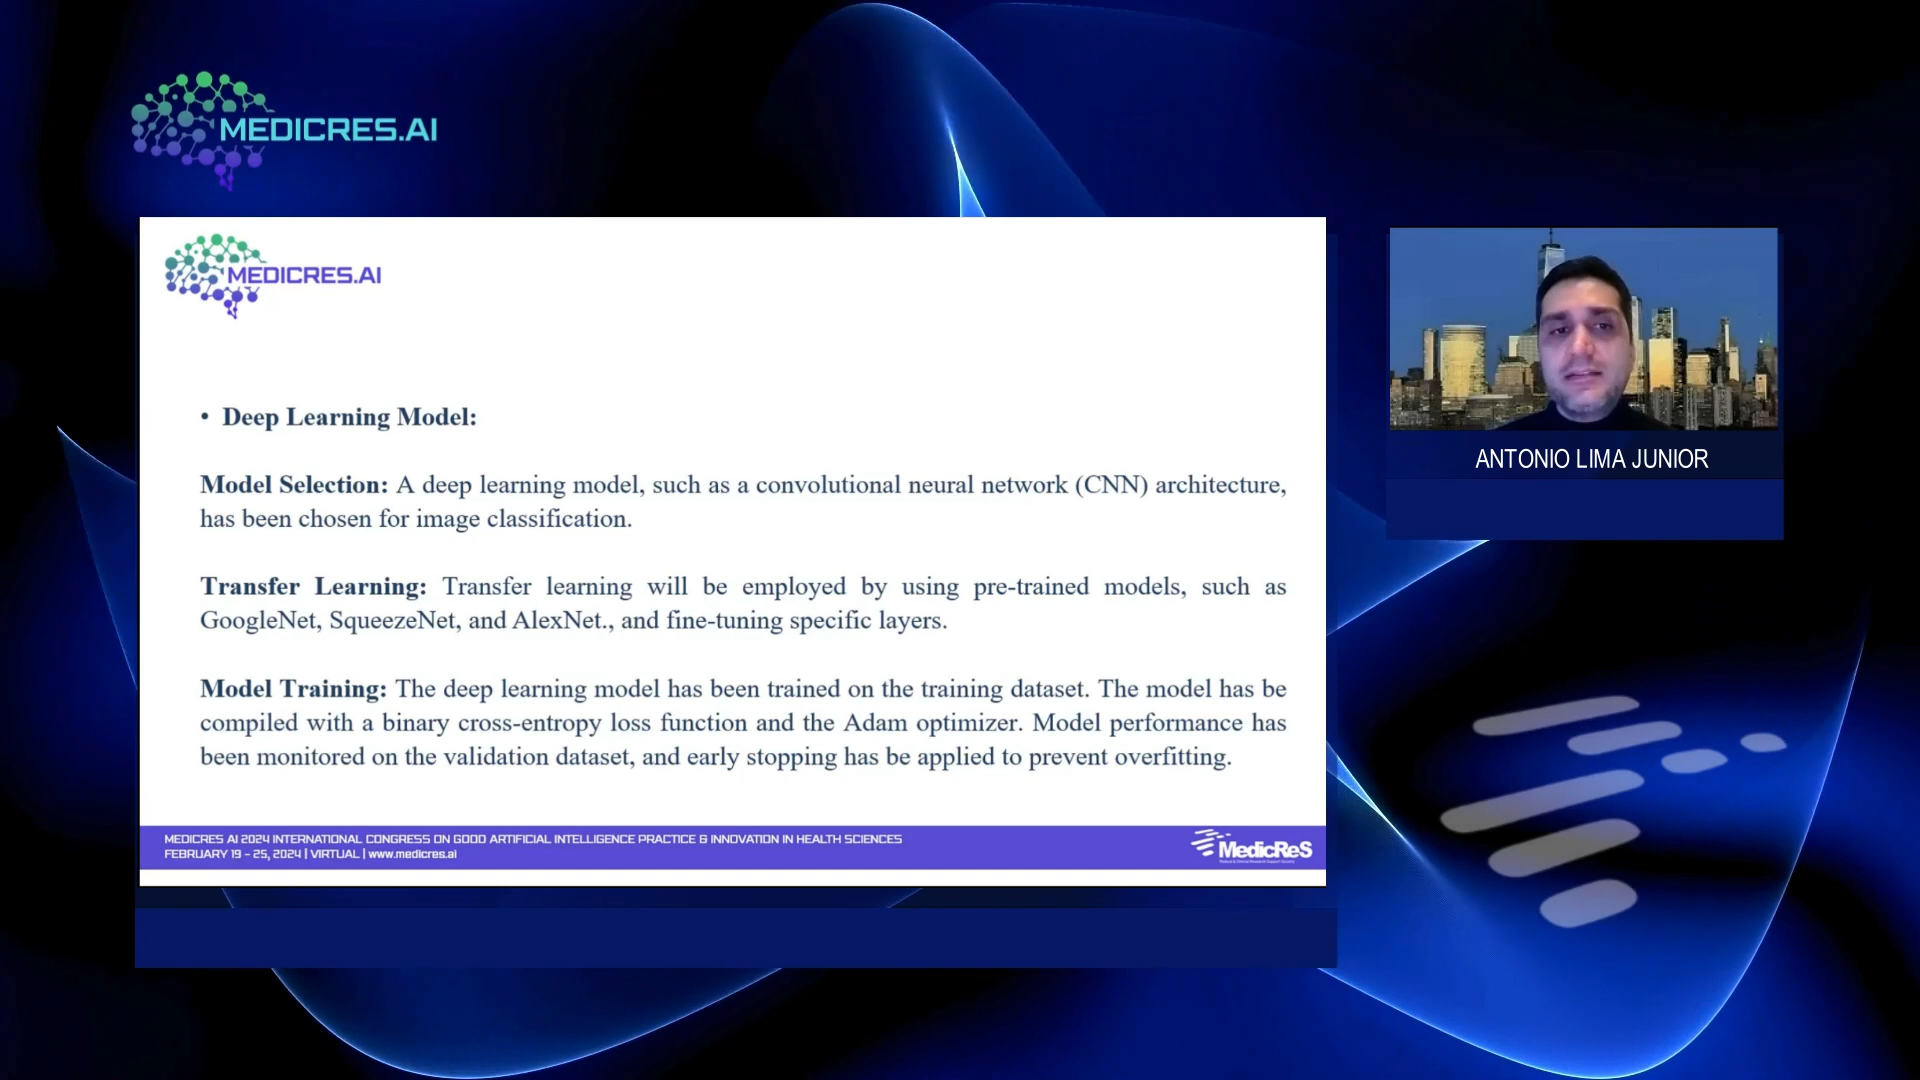 MEDICRES.AI
MEDICRES.AI
• Deep Learning Model:
Model Selection: A deep learning model, such as a convolutional neural network (CNN) architecture,
has been chosen for image classification.
Transfer Learning: Transfer learning will be employed by using pre-trained models, such as
GoogleNet, SqueezeNet, and AlexNet., and fine-tuning specific layers.
Model Training: The deep learning model has been trained on the training dataset. The model has be
compiled with a binary cross-entropy loss function and the Adam optimizer. Model performance has
been monitored on the validation dataset, and early stopping has be applied to prevent overfitting.
MEDICRES AI 2024 INTERNATIONAL CONGRESS ON GOOD ARTIFICIAL INTELLIGENCE PRACTICE & INNOVATION IN HEALTH SCIENCES
FEBRUARY 19 - 25, 2024 | VIRTUAL | www.medicres.ai
MedicReS
ANTONIO LIMA JUNIOR